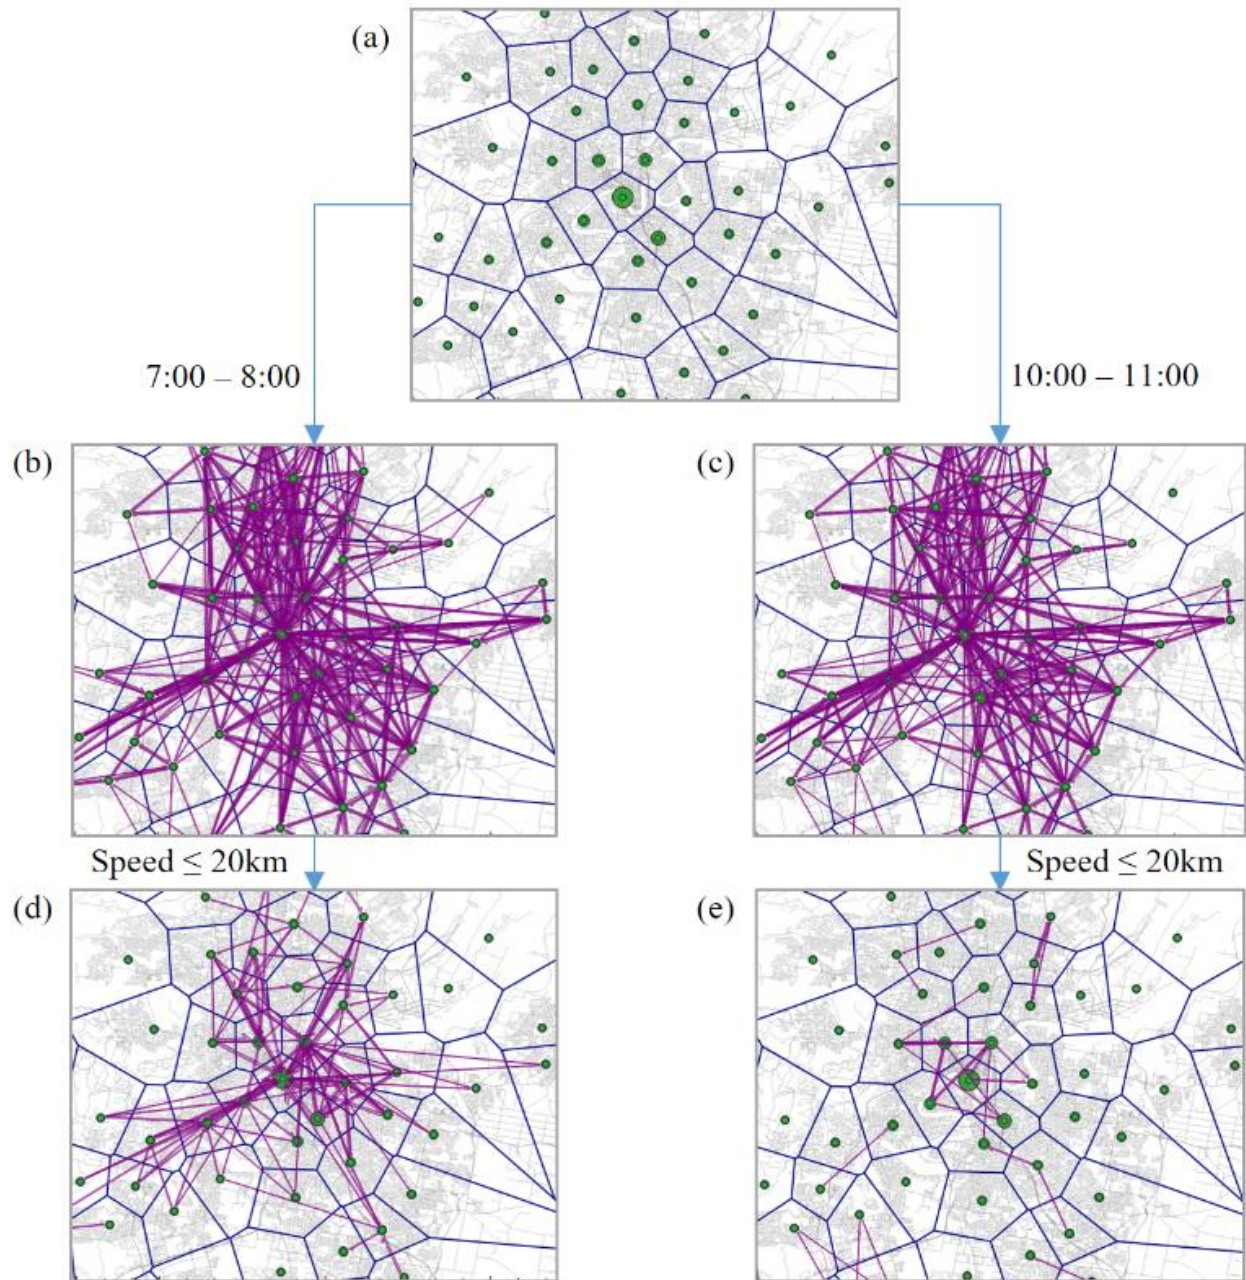 (a)
7:00 – 8:00
10:00 – 11:00
(b)
(c)
Speed ≤ 20km
Speed ≤ 20km
(d)
(e)